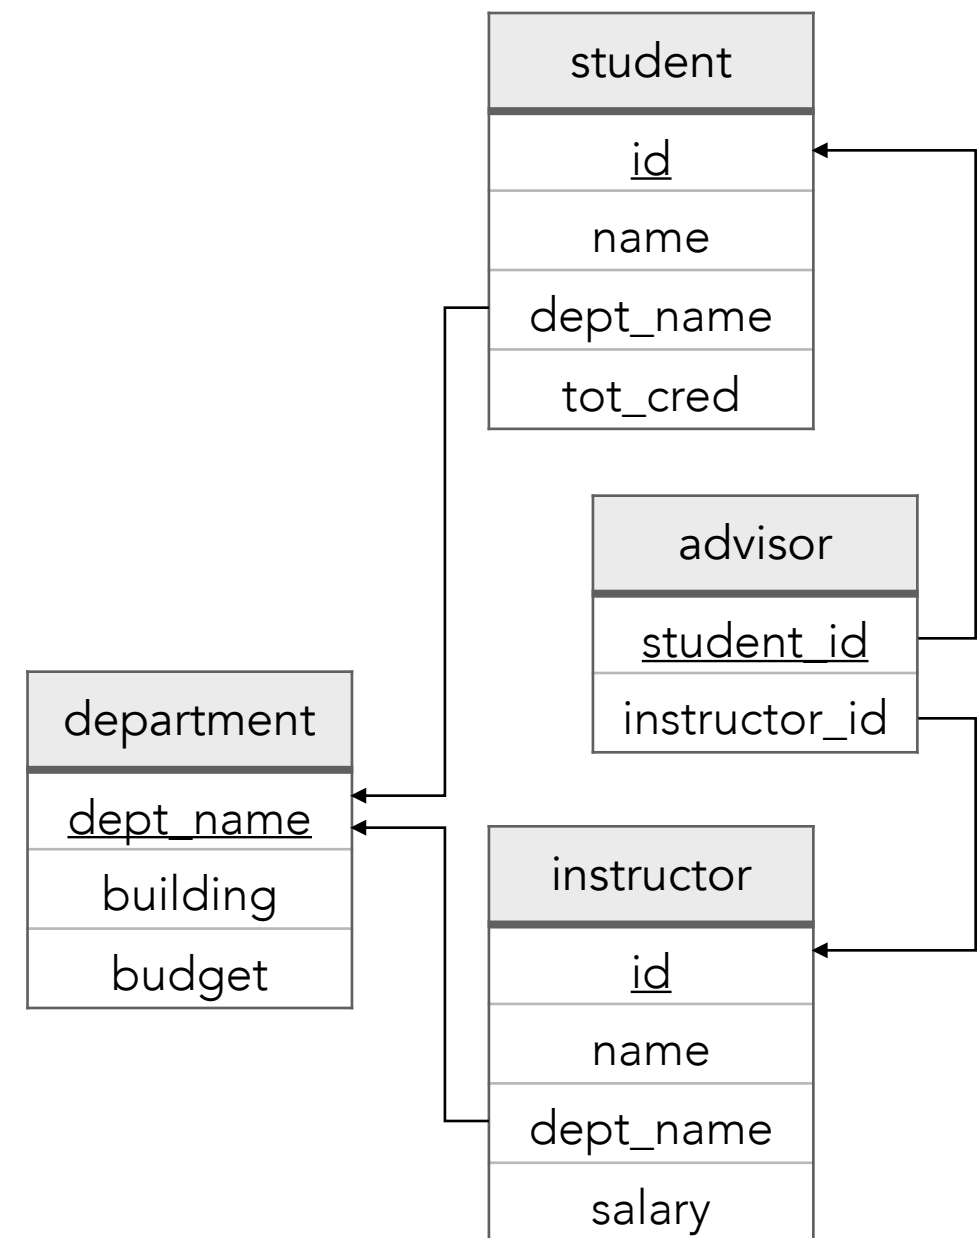 student
id
name
dept_name
tot_cred
advisor
student_id
instructor_id
department
dept_name
building
budget
instructor
id
name
dept_name
salary